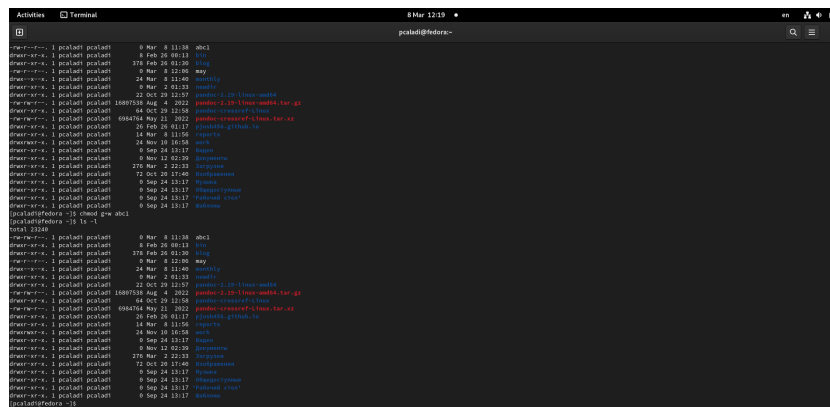 Activities Terminal 8 Mar 12:19 en
pcaladi@fedora:~
-rw-r--r--. 1 pcaladi pcaladi 0 Mar 8 11:38 abc1
drwxr-xr-x. 1 pcaladi pcaladi 8 Feb 26 00:13 bin
drwxr-xr-x. 1 pcaladi pcaladi 378 Feb 26 01:30 blog
-rw-r--r--. 1 pcaladi pcaladi 0 Mar 8 12:06 may
drwx--x--x. 1 pcaladi pcaladi 24 Mar 8 11:40 monthly
drwxr-xr-x. 1 pcaladi pcaladi 0 Mar 2 01:33 newdir
drwxr-xr-x. 1 pcaladi pcaladi 22 Oct 29 12:57 pandoc-2.19-linux-amd64
-rw-rw-r--. 1 pcaladi pcaladi 16807538 Aug 4 2022 pandoc-2.19-linux-amd64.tar.gz
drwxr-xr-x. 1 pcaladi pcaladi 64 Oct 29 12:58 pandoc-crossref-Linux
-rw-rw-r--. 1 pcaladi pcaladi 6984764 May 21 2022 pandoc-crossref-Linux.tar.xz
drwxr-xr-x. 1 pcaladi pcaladi 26 Feb 26 01:17
drwxr-xr-x. 1 pcaladi pcaladi 14 Mar 8 11:56 reports
drwxrwxr-x. 1 pcaladi pcaladi 24 Nov 10 16:58 work
drwxr-xr-x. 1 pcaladi pcaladi 0 Sep 24 13:17 Видео
drwxr-xr-x. 1 pcaladi pcaladi 0 Nov 12 02:39 Документы
drwxr-xr-x. 1 pcaladi pcaladi 276 Mar 2 22:33 Загрузки
drwxr-xr-x. 1 pcaladi pcaladi 72 Oct 20 17:40 Изображения
drwxr-xr-x. 1 pcaladi pcaladi 0 Sep 24 13:17 Музыка
drwxr-xr-x. 1 pcaladi pcaladi 0 Sep 24 13:17 Общедоступные
drwxr-xr-x. 1 pcaladi pcaladi 0 Sep 24 13:17 'Рабочий стол'
drwxr-xr-x. 1 pcaladi pcaladi 0 Sep 24 13:17 Шаблоны
[pcaladi@fedora ~]$ chmod g+w abc1
[pcaladi@fedora ~]$ ls -l
total 23240
-rw-rw-r--. 1 pcaladi pcaladi 0 Mar 8 11:38 abc1
drwxr-xr-x. 1 pcaladi pcaladi 8 Feb 26 00:13 bin
drwxr-xr-x. 1 pcaladi pcaladi 378 Feb 26 01:30 blog
-rw-r--r--. 1 pcaladi pcaladi 0 Mar 8 12:06 may
drwx--x--x. 1 pcaladi pcaladi 24 Mar 8 11:40 monthly
drwxr-xr-x. 1 pcaladi pcaladi 0 Mar 2 01:33 newdir
drwxr-xr-x. 1 pcaladi pcaladi 22 Oct 29 12:57 pandoc-2.19-linux-amd64
-rw-rw-r--. 1 pcaladi pcaladi 16807538 Aug 4 2022 pandoc-2.19-linux-amd64.tar.gz
drwxr-xr-x. 1 pcaladi pcaladi 64 Oct 29 12:58 pandoc-crossref-Linux
-rw-rw-r--. 1 pcaladi pcaladi 6984764 May 21 2022 pandoc-crossref-Linux.tar.xz
drwxr-xr-x. 1 pcaladi pcaladi 26 Feb 26 01:17
drwxr-xr-x. 1 pcaladi pcaladi 14 Mar 8 11:56 reports
drwxrwxr-x. 1 pcaladi pcaladi 24 Nov 10 16:58 work
drwxr-xr-x. 1 pcaladi pcaladi 0 Sep 24 13:17 Видео
drwxr-xr-x. 1 pcaladi pcaladi 0 Nov 12 02:39 Документы
drwxr-xr-x. 1 pcaladi pcaladi 276 Mar 2 22:33 Загрузки
drwxr-xr-x. 1 pcaladi pcaladi 72 Oct 20 17:40 Изображения
drwxr-xr-x. 1 pcaladi pcaladi 0 Sep 24 13:17 Музыка
drwxr-xr-x. 1 pcaladi pcaladi 0 Sep 24 13:17 Общедоступные
drwxr-xr-x. 1 pcaladi pcaladi 0 Sep 24 13:17 'Рабочий стол'
drwxr-xr-x. 1 pcaladi pcaladi 0 Sep 24 13:17 Шаблоны
[pcaladi@fedora ~]$